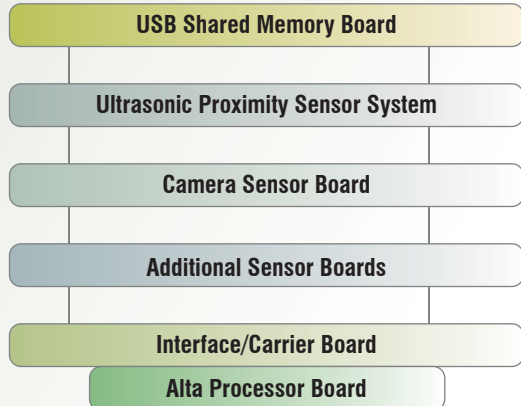 USB Shared Memory Board
Ultrasonic Proximity Sensor System
Camera Sensor Board
Additional Sensor Boards
Interface/Carrier Board
Alta Processor Board